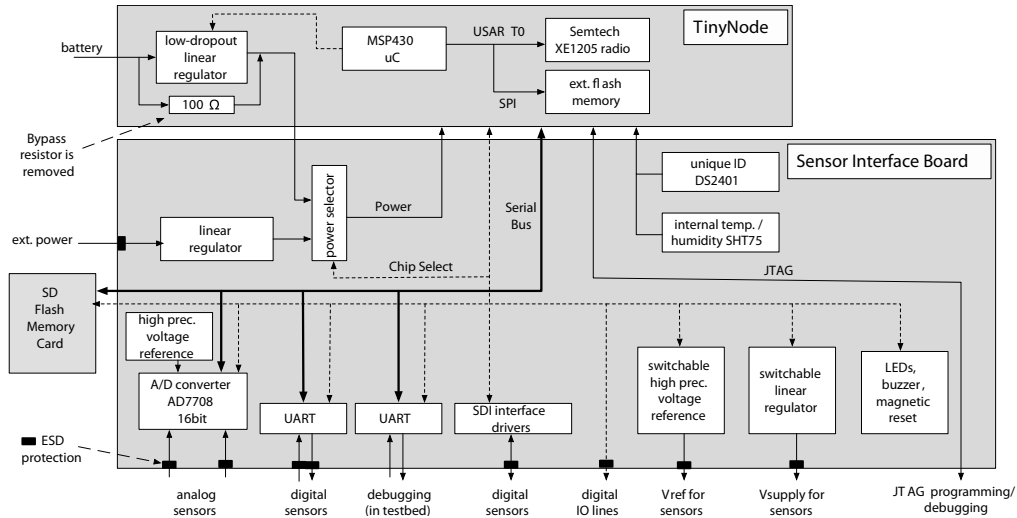 TinyNode
battery
low-dropout
linear
regulator
100 Ω
MSP430
uC
USAR T0
SPI
Semtech
XE1205 radio
ext. flash
memory
Bypass
resistor is
removed
Sensor Interface Board
unique ID
DS2401
internal temp. /
humidity SHT75
power selector
Power
Serial
Bus
ext. power
linear
regulator
Chip Select
JTAG
SD
Flash
Memory
Card
high prec.
voltage
reference
A/D converter
AD7708
16bit
UART
UART
SDI interface
drivers
switchable
high prec.
voltage
reference
switchable
linear
regulator
LEDs,
buzzer,
magnetic
reset
ESD
protection
analog
sensors
digital
sensors
debugging
(in testbed)
digital
sensors
digital
IO lines
Vref for
sensors
Vsupply for
sensors
JT AG programming/
debugging